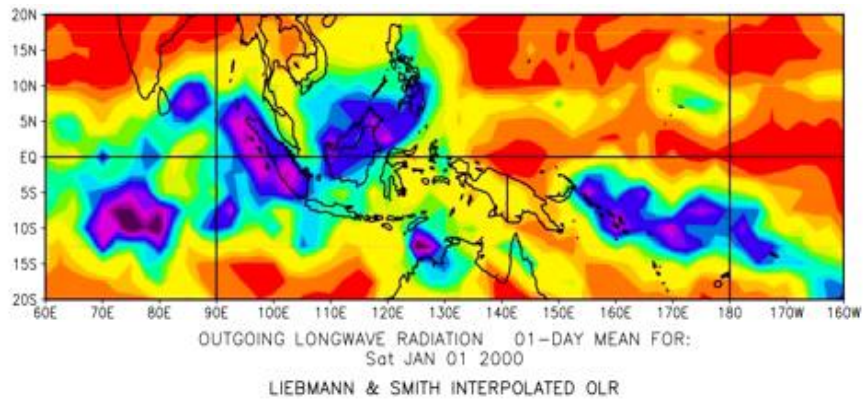 20N
15N
10N
5N
EQ
5S
10S
15S
20S
60E 70E 80E 90E 100E 110E 120E 130E 140E 150E 160E 170E 180 170W 160W
OUTGOING LONGWAVE RADIATION 01-DAY MEAN FOR:
Sat JAN 01 2000
LIEBMANN & SMITH INTERPOLATED OLR